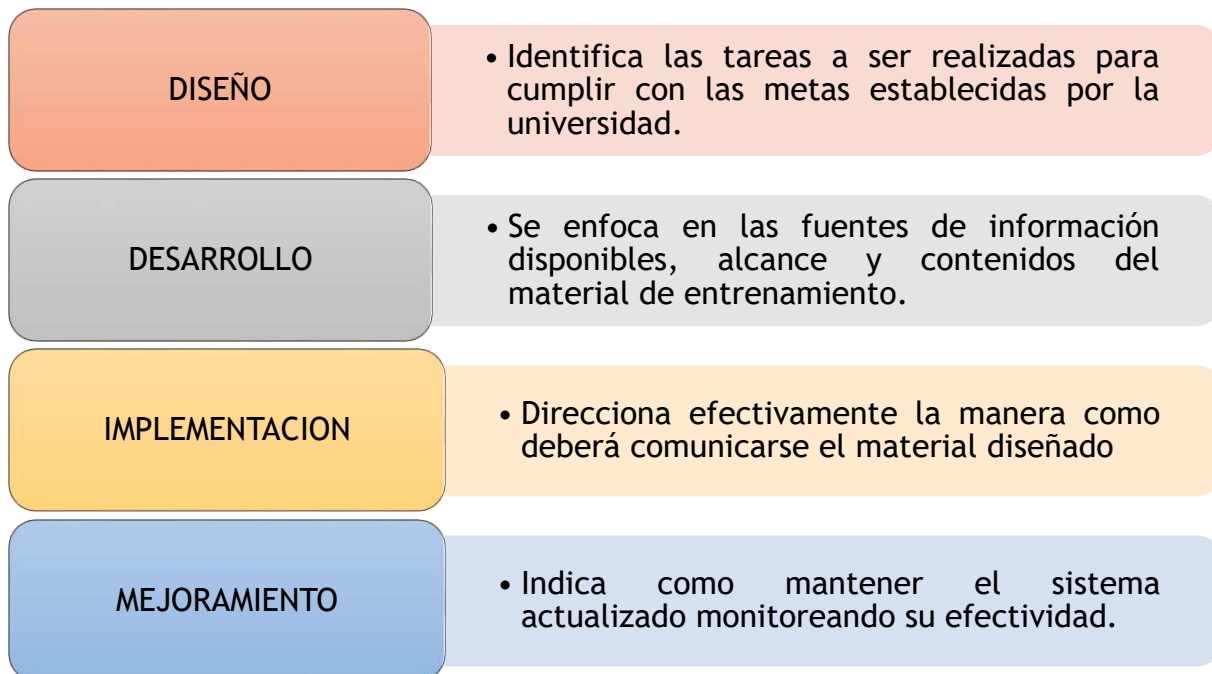 DISEÑO
• Identifica las tareas a ser realizadas para
cumplir con las metas establecidas por la
universidad.
DESARROLLO
• Se enfoca en las fuentes de información
disponibles, alcance y contenidos del
material de entrenamiento.
IMPLEMENTACION
• Direcciona efectivamente la manera como
deberá comunicarse el material diseñado
MEJORAMIENTO
• Indica como mantener el sistema
actualizado monitoreando su efectividad.